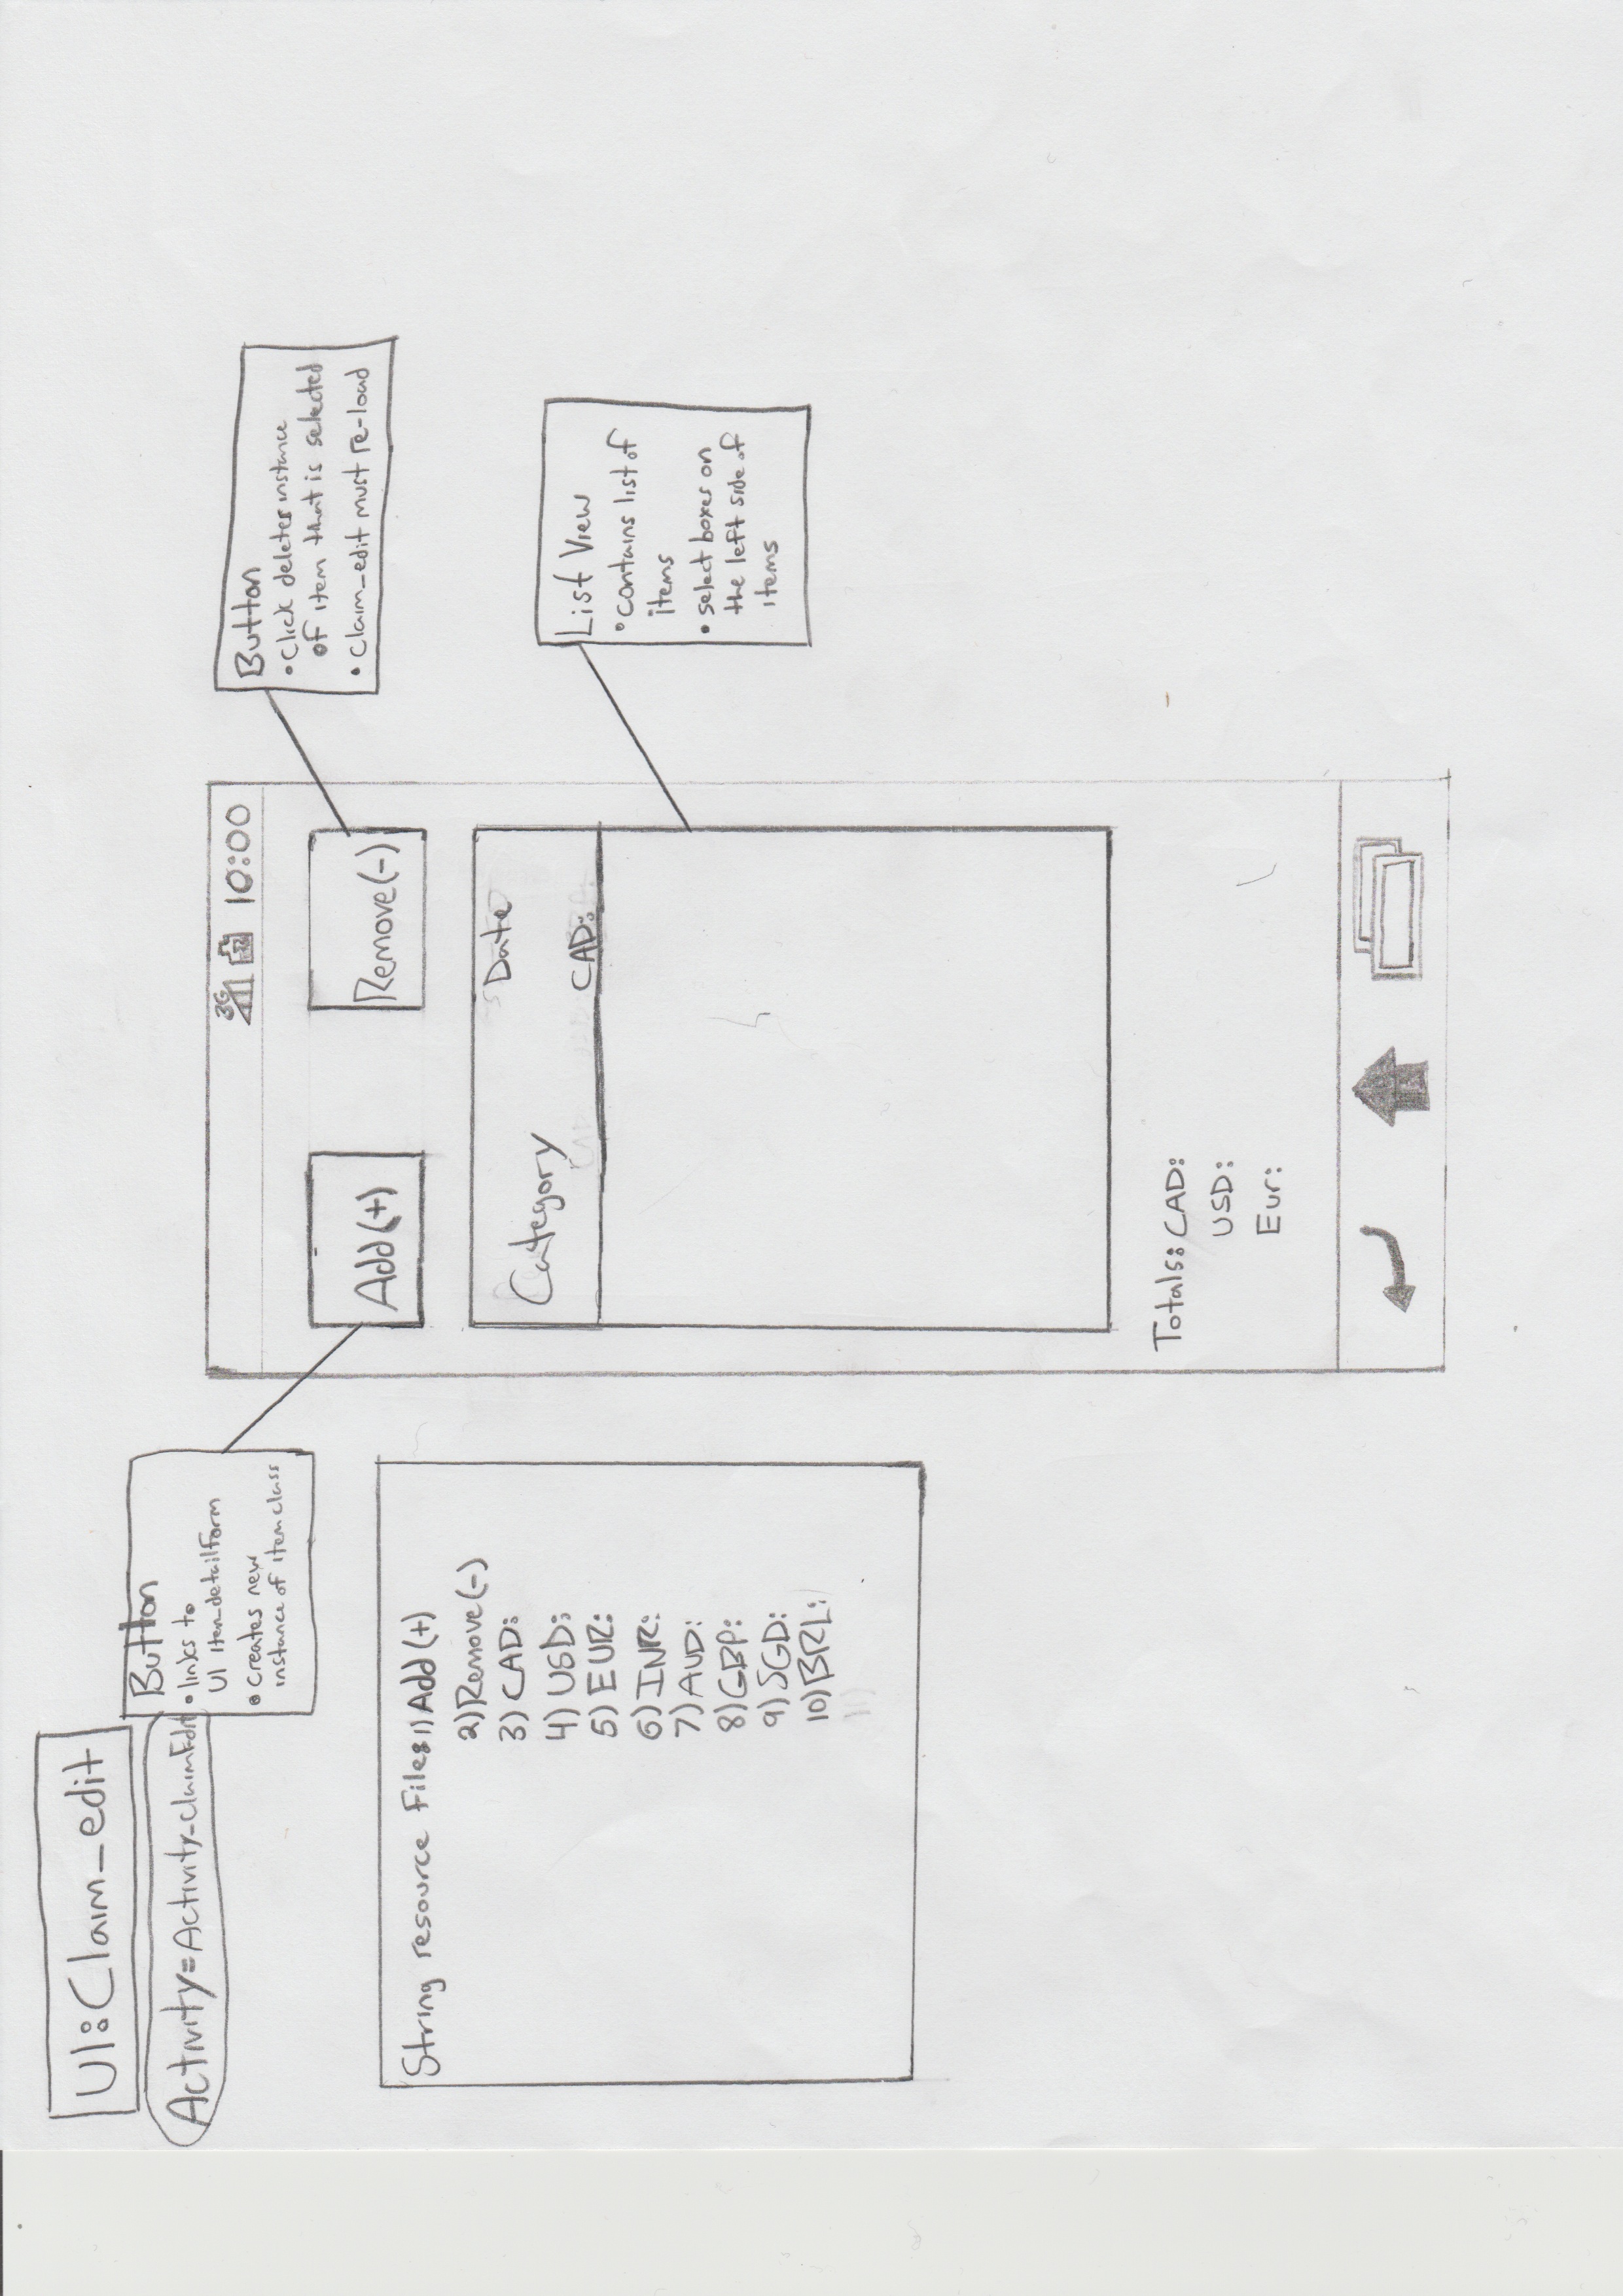 UI: Claim_edit
Activity=Activity_ClaimEdit
Button
• links to
UI item_detailForm
• creates new
instance of item class
String resource Files: 1) Add (+)
2) Remove (-)
3) CAD:
4) USD:
5) EUR:
6) INR:
7) AUD:
8) GBP:
9) SGD:
10) BRL:
11)
3G 10:00
Add (+)
Remove (-)
Category
Date
CAD:
Totals: CAD:
USD:
Eur:
Button
• Click deletes instance
of item that is selected
• claim_edit must re-load
List View
• contains list of
items
• select boxes on
the left side of
items